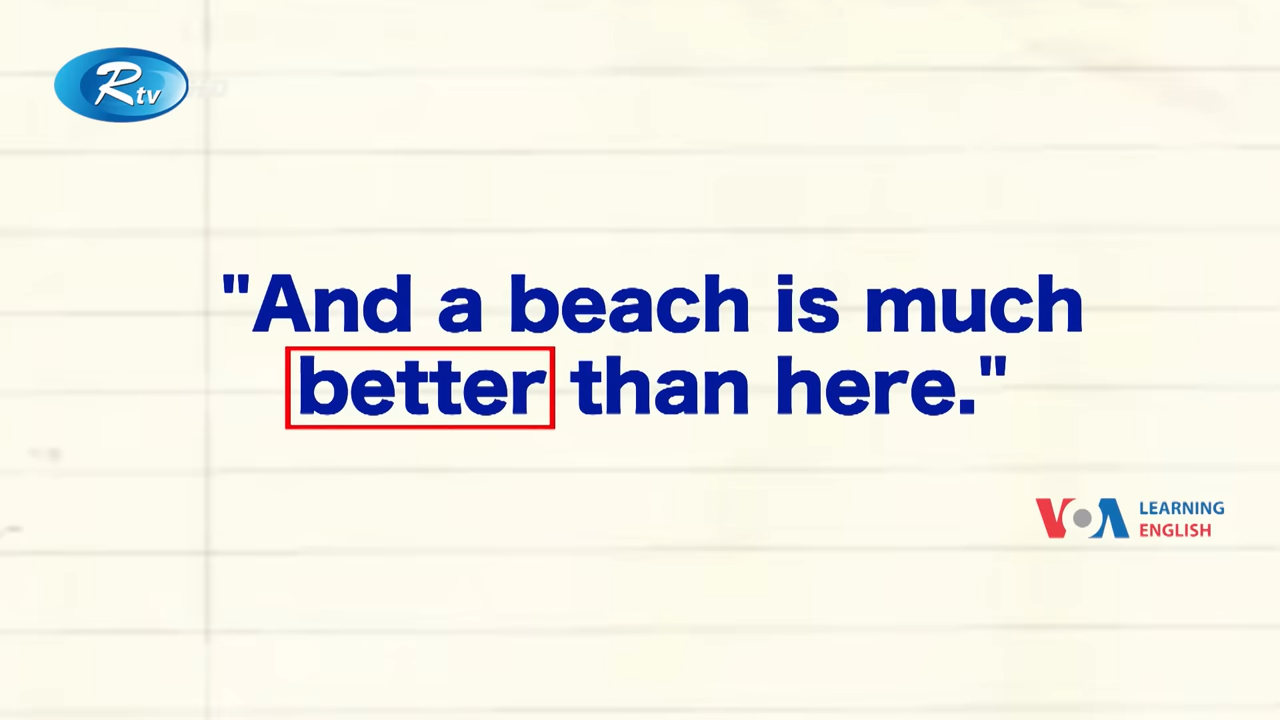 Rtv
"And a beach is much
better than here."
VOA LEARNING
ENGLISH